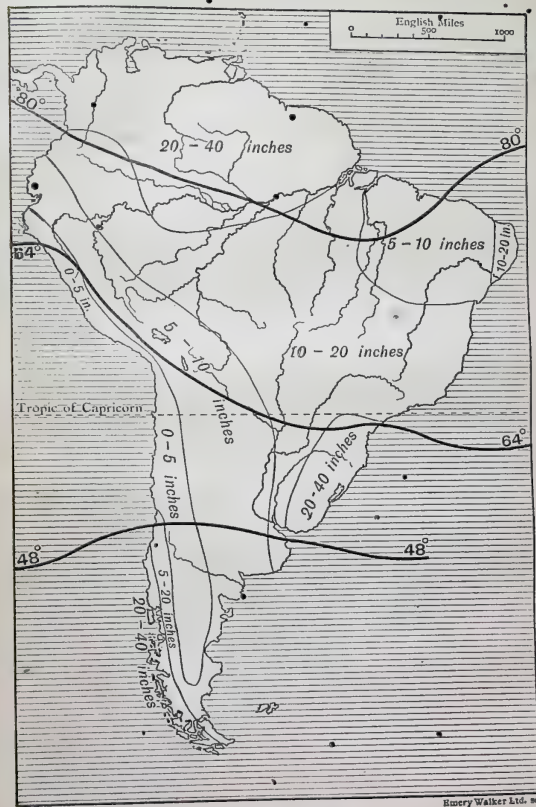 English Miles
0 500 1000
80°
80°
20 - 40 inches
5 - 10 inches
10 - 20 in.
64°
0 - 5 in.
5 - 10 inches
10 - 20 inches
Tropic of Capricorn
64°
0 - 5 inches
20 - 40 inches
48°
48°
5 - 20 inches
20 - 40 inches
Emery Walker Ltd.